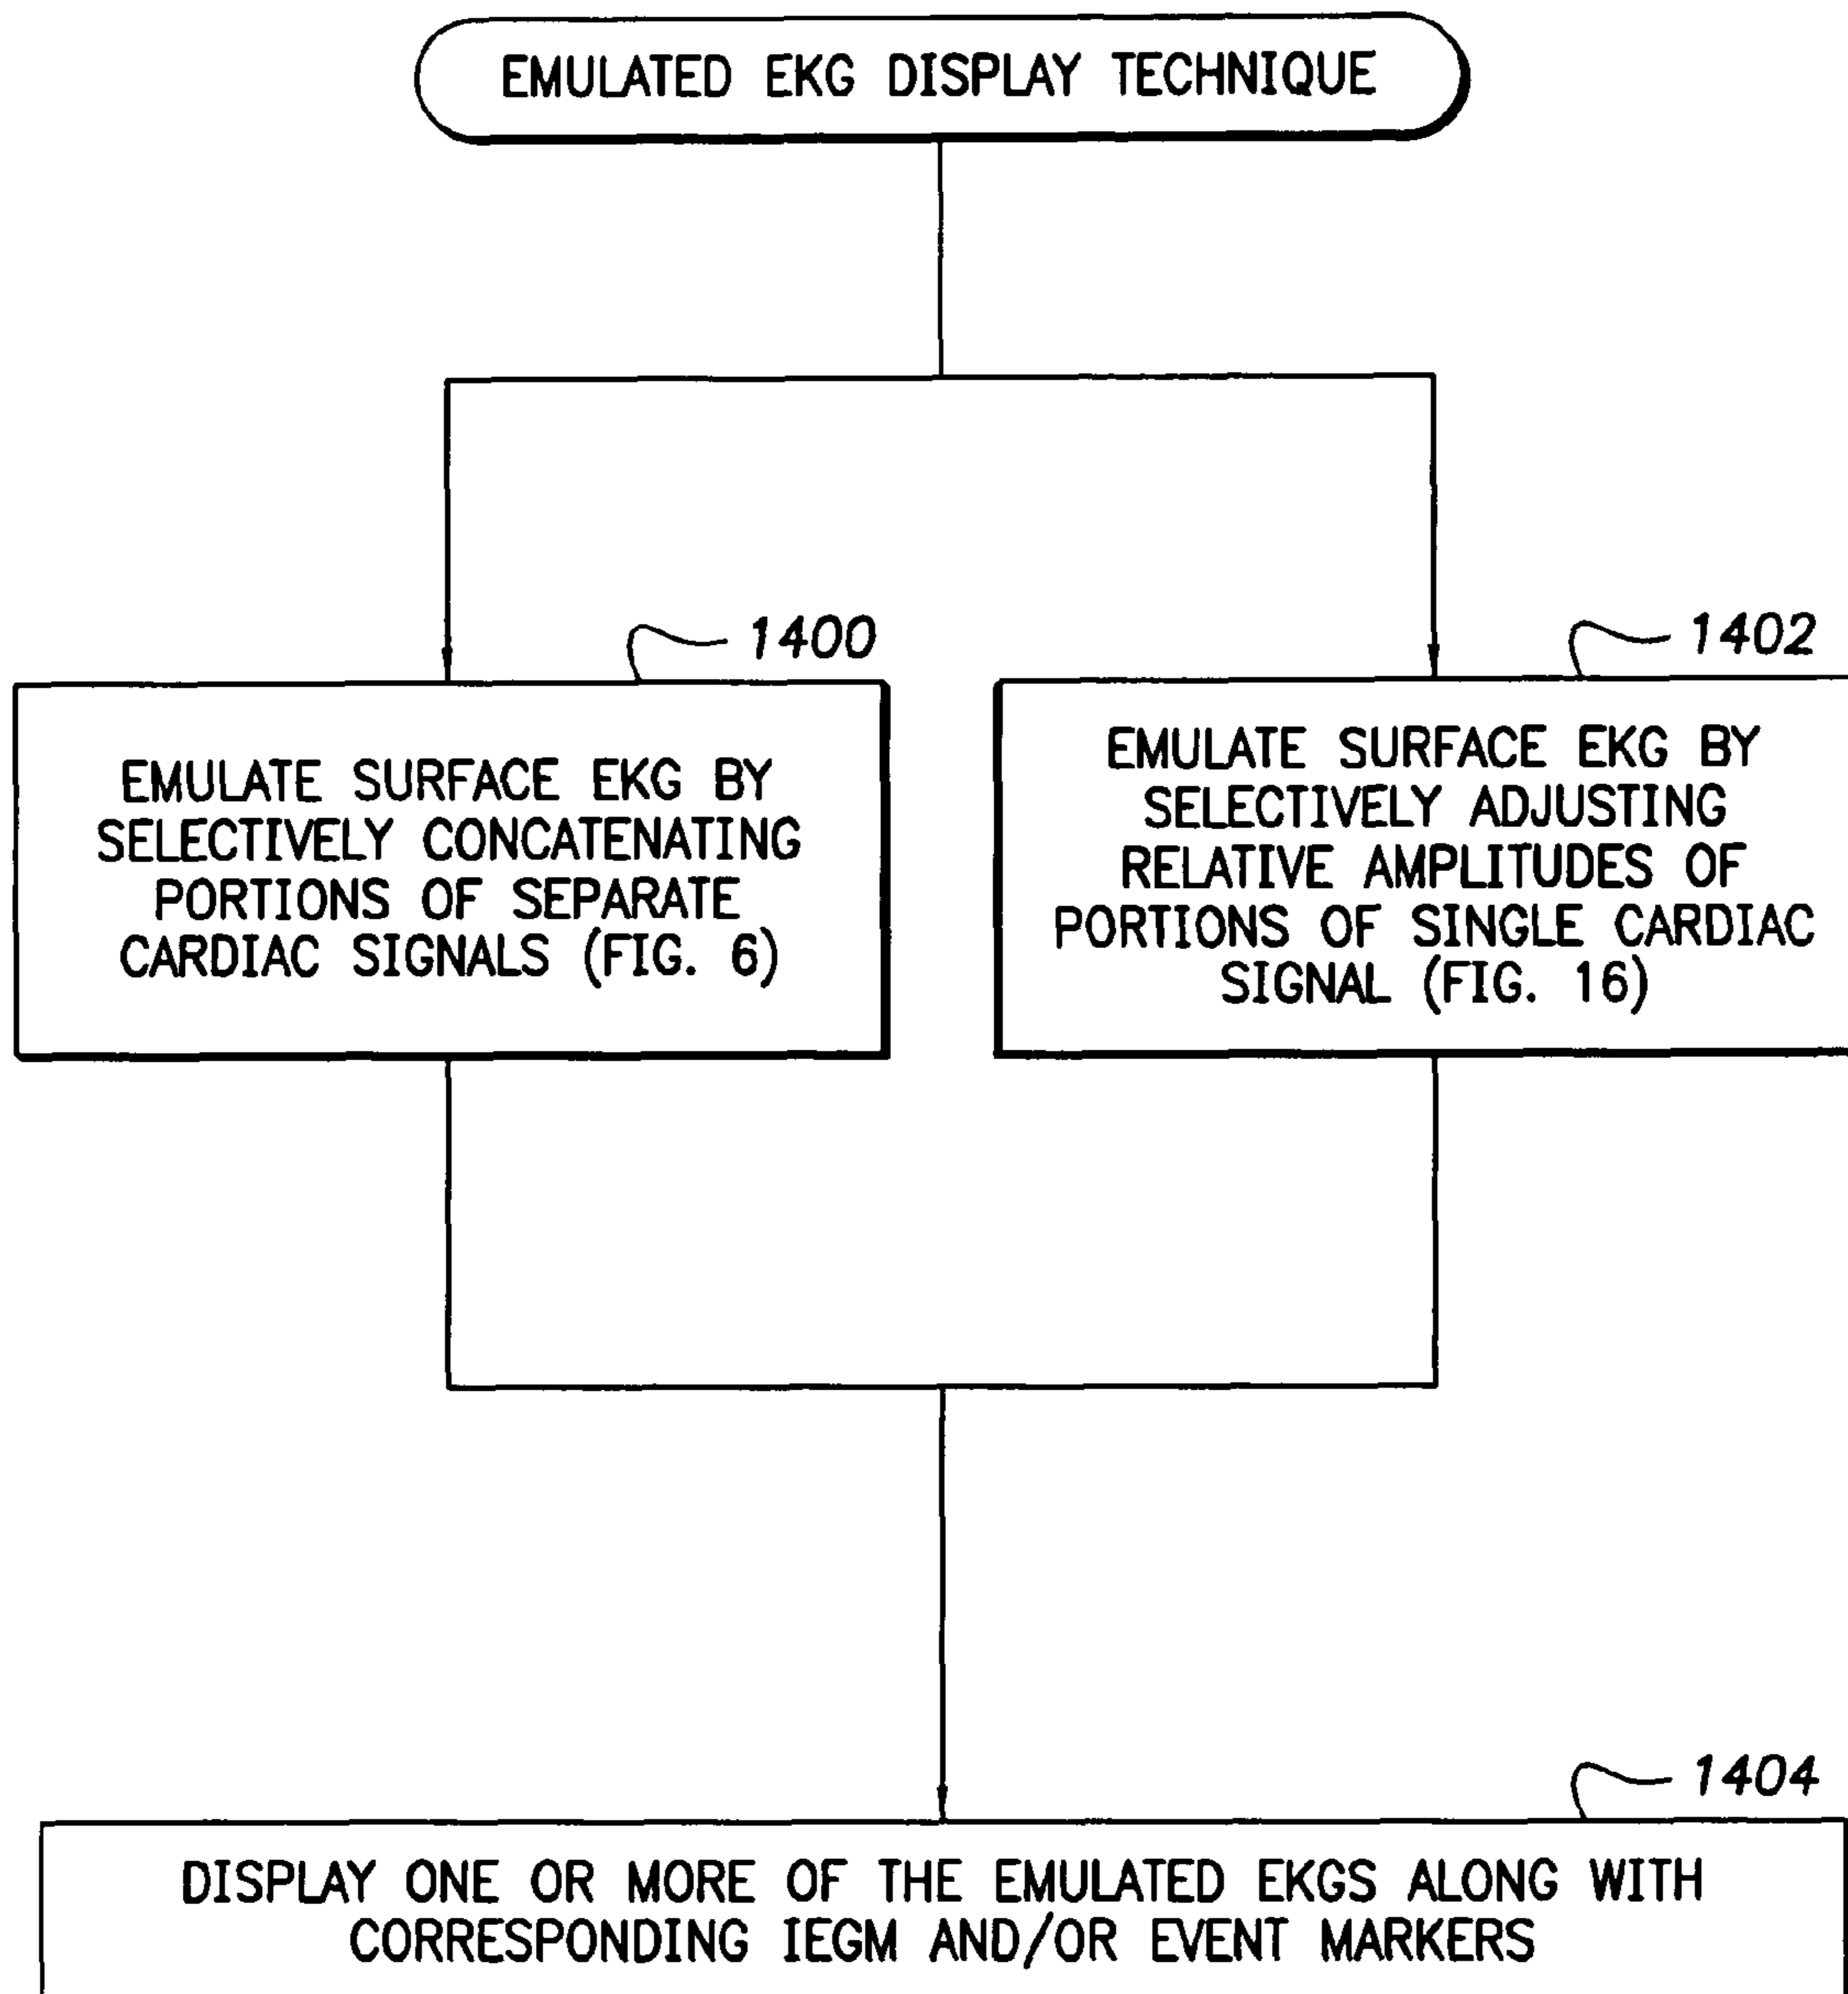 EMULATED EKG DISPLAY TECHNIQUE
1400
EMULATE SURFACE EKG BY
SELECTIVELY CONCATENATING
PORTIONS OF SEPARATE
CARDIAC SIGNALS (FIG. 6)
1402
EMULATE SURFACE EKG BY
SELECTIVELY ADJUSTING
RELATIVE AMPLITUDES OF
PORTIONS OF SINGLE CARDIAC
SIGNAL (FIG. 16)
1404
DISPLAY ONE OR MORE OF THE EMULATED EKGS ALONG WITH
CORRESPONDING IEGM AND/OR EVENT MARKERS